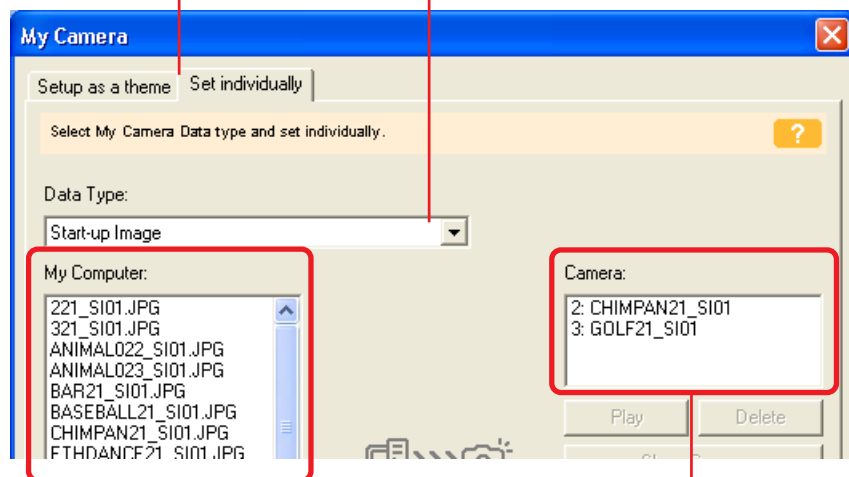 My Camera
Setup as a theme Set individually
Select My Camera Data type and set individually.
?
Data Type:
Start-up Image
My Computer:
221_SI01.JPG
321_SI01.JPG
ANIMAL022_SI01.JPG
ANIMAL023_SI01.JPG
BAR21_SI01.JPG
BASEBALL21_SI01.JPG
CHIMPAN21_SI01.JPG
ETHDANCE21_SI01.JPG
Camera:
2: CHIMPAN21_SI01
3: GOLF21_SI01
Play Delete